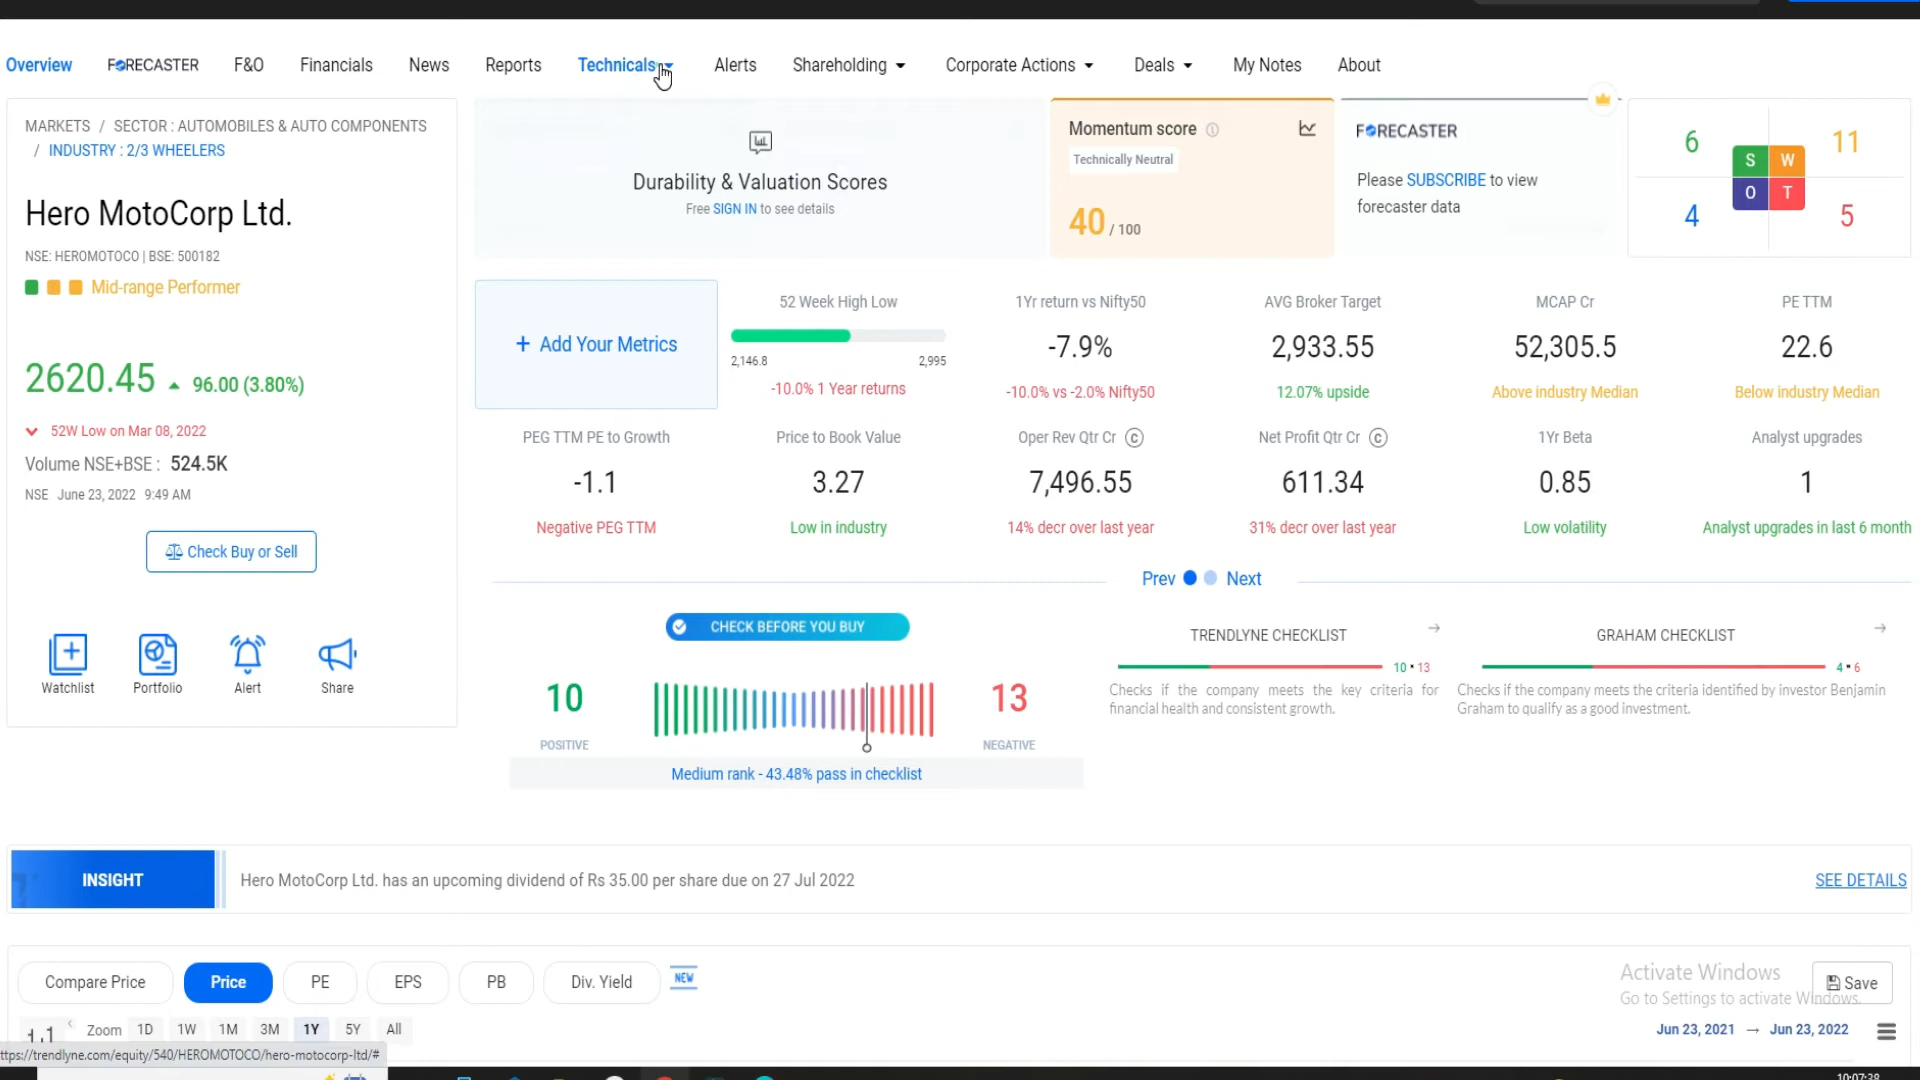 Overview FORECASTER F&O Financials News Reports Technicals Alerts Shareholding Corporate Actions Deals My Notes About
MARKETS / SECTOR : AUTOMOBILES & AUTO COMPONENTS
/ INDUSTRY : 2/3 WHEELERS
Hero MotoCorp Ltd.
NSE: HEROMOTOCO | BSE: 500182
Mid-range Performer
2620.45 96.00 (3.80%)
52W Low on Mar 08, 2022
Volume NSE+BSE : 524.5K
NSE June 23, 2022 9:49 AM
Check Buy or Sell
Watchlist Portfolio Alert Share
Durability & Valuation Scores
Free SIGN IN to see details
Momentum score
Technically Neutral
40 / 100
FORECASTER
Please SUBSCRIBE to view
forecaster data
6 11
S W
O T
4 5
+ Add Your Metrics
52 Week High Low
2,146.8 2,995
-10.0% 1 Year returns
1Yr return vs Nifty50
-7.9%
-10.0% vs -2.0% Nifty50
AVG Broker Target
2,933.55
12.07% upside
MCAP Cr
52,305.5
Above industry Median
PE TTM
22.6
Below industry Median
PEG TTM PE to Growth
-1.1
Negative PEG TTM
Price to Book Value
3.27
Low in industry
Oper Rev Qtr Cr C
7,496.55
14% decr over last year
Net Profit Qtr Cr C
611.34
31% decr over last year
1Yr Beta
0.85
Low volatility
Analyst upgrades
1
Analyst upgrades in last 6 month
Prev Next
CHECK BEFORE YOU BUY
10 13
POSITIVE NEGATIVE
Medium rank - 43.48% pass in checklist
TRENDLYNE CHECKLIST
10 13
Checks if the company meets the key criteria for
financial health and consistent growth.
GRAHAM CHECKLIST
4 6
Checks if the company meets the criteria identified by investor Benjamin
Graham to qualify as a good investment.
INSIGHT Hero MotoCorp Ltd. has an upcoming dividend of Rs 35.00 per share due on 27 Jul 2022 SEE DETAILS
Compare Price Price PE EPS PB Div. Yield NEW
Activate Windows
Go to Settings to activate Windows.
Save
Zoom 1D 1W 1M 3M 1Y 5Y All
Jun 23, 2021 → Jun 23, 2022
ttps://trendlyne.com/equity/540/HEROMOTOCO/hero-motocorp-ltd/#
10:07:38